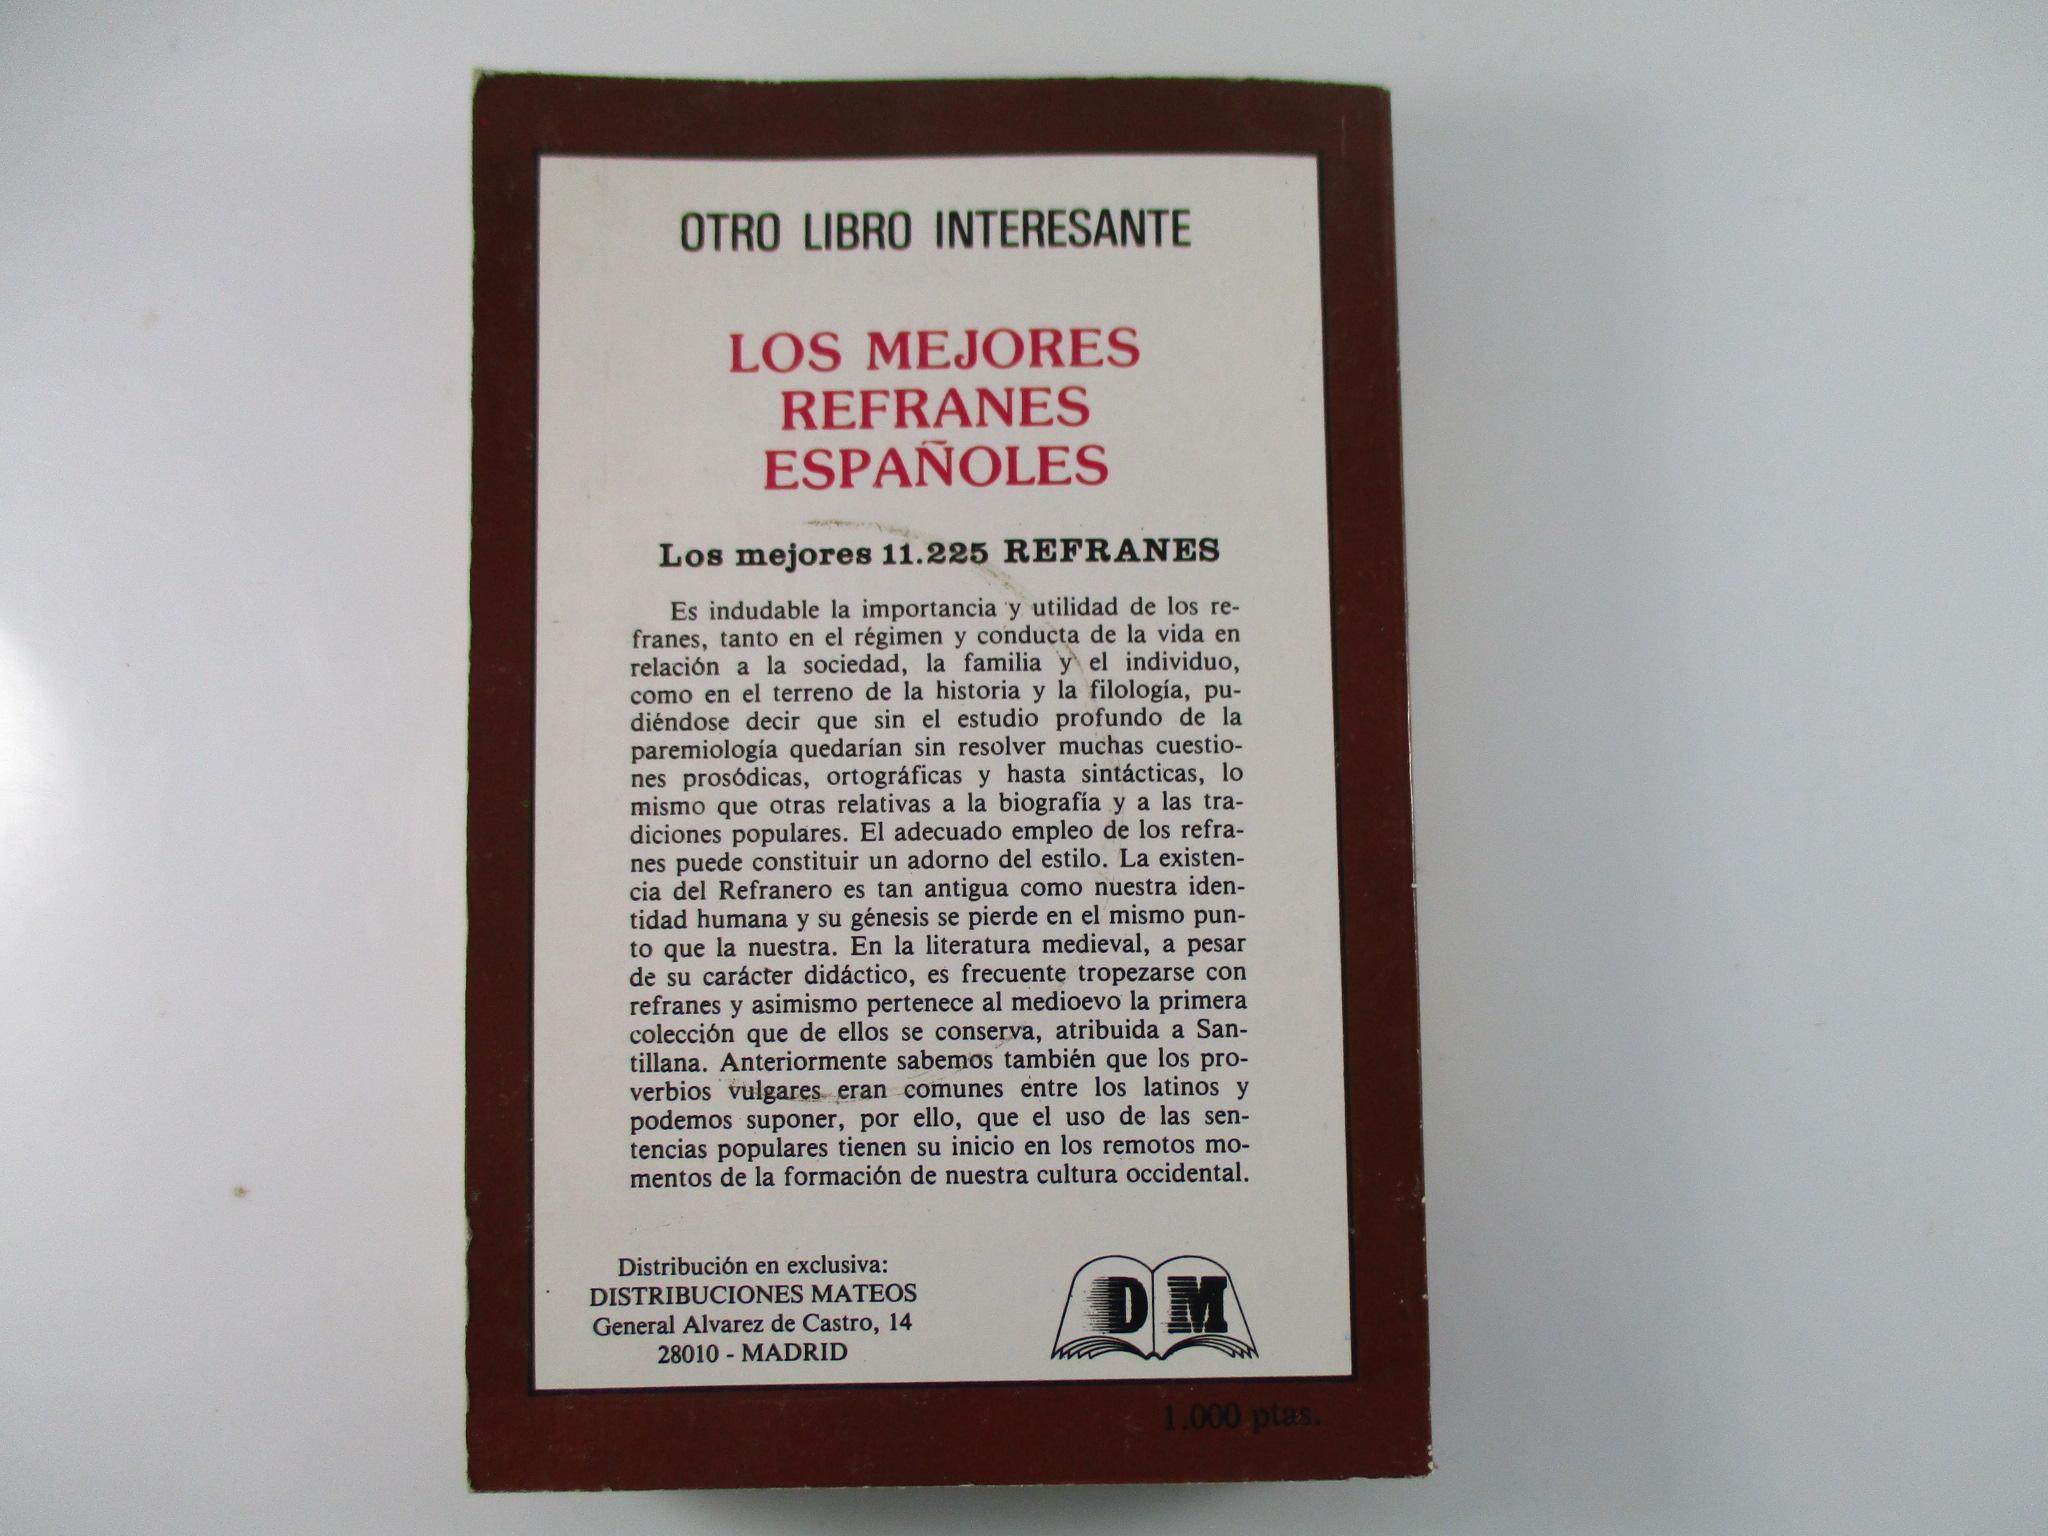 OTRO LIBRO INTERESANTE
LOS MEJORES
REFRANES
ESPAÑOLES
Los mejores 11.225 REFRANES
Es indudable la importancia y utilidad de los re-
franes, tanto en el régimen y conducta de la vida en
relación a la sociedad, la familia y el individuo,
como en el terreno de la historia y la filología, pu-
diéndose decir que sin el estudio profundo de la
paremiología quedarían sin resolver muchas cuestio-
nes prosódicas, ortográficas y hasta sintácticas, lo
mismo que otras relativas a la biografía y a las tra-
diciones populares. El adecuado empleo de los refra-
nes puede constituir un adorno del estilo. La existen-
cia del Refranero es tan antigua como nuestra iden-
tidad humana y su génesis se pierde en el mismo pun-
to que la nuestra. En la literatura medieval, a pesar
de su carácter didáctico, es frecuente tropezarse con
refranes y asimismo pertenece al medioevo la primera
colección que de ellos se conserva, atribuida a San-
tillana. Anteriormente sabemos también que los pro-
verbios vulgares eran comunes entre los latinos y
podemos suponer, por ello, que el uso de las sen-
tencias populares tienen su inicio en los remotos mo-
mentos de la formación de nuestra cultura occidental.
Distribución en exclusiva:
DISTRIBUCIONES MATEOS
General Alvarez de Castro, 14
28010 - MADRID
DM
1.000 ptas.